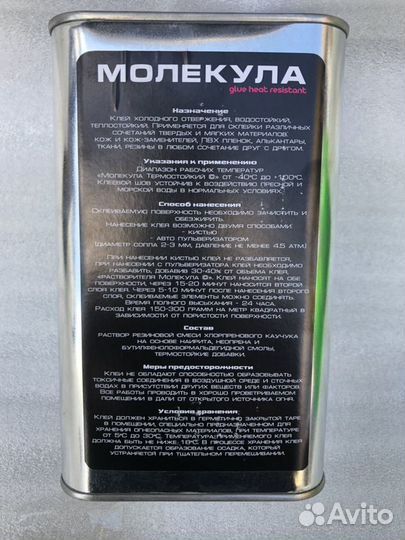 МОЛЕКУЛА
glue heat resistant
Назначение
Клей холодного отвержения, водостойкий,
теплостойкий. Применяется для склейки различных
сочетаний твердых и мягких материалов.
кож и кож-заменителей, ПВХ пленок, алькантары,
ткани, резины в любом сочетание друг с другом.
Указания к применению
Диапазон рабочих температур
«Молекула Термостойкий ©» от -40°С до +100°С.
Клеевой шов устойчив к воздействию пресной и
морской воды в нормальных условиях.
Способ нанесения
Склеиваемую поверхность необходимо зачистить и
обезжирить.
Нанесение клея возможно двумя способами:
- кистью
- авто пульверизатором
(диаметр сопла 2-3 мм, давление не менее 4.5 атм.)
При нанесении кистью клей не разбавляется,
при нанесении с пульверизатора клей необходимо
разбавить, добавив 30-40% от объема клея,
«Растворителя Молекула ©». Клей наносят на обе
поверхности, через 15-20 минут наносится второй
слой клея. Через 5-10 минут после нанесения второго
слоя, склеиваемые элементы можно соединять.
Время полного высыхания - 24 часа.
Расход клея 150-300 грамм на метр квадратный в
зависимости от пористости поверхности.
Состав
раствор резиновой смеси хлорпренового каучука
на основе наирита, неопрена и
бутилфенолформальдегидной смолы,
термостойкие добавки.
Меры предосторожности
Клеи не обладают способностью образовывать
токсичные соединения в воздушной среде и сточных
водах в присутствии других веществ или факторов.
Все работы проводить в хорошо проветриваемом
помещении в дали от открытого источника огня.
Условия хранения
Клей должен храниться в герметично закрытой таре
в помещении, специально предназначенном для
хранения огнеопасных материалов, при температуре
от 5°С до 30°С. Температура применяемого клея
должна быть не ниже 18°С. В процессе хранения клея
допускается образование осадка, который
устраняется при тщательном перемешивании.
Avito